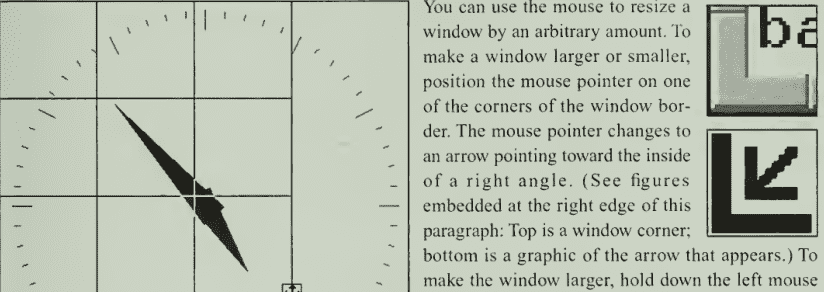 You can use the mouse to resize a
window by an arbitrary amount. To
make a window larger or smaller,
position the mouse pointer on one
of the corners of the window bor-
der. The mouse pointer changes to
an arrow pointing toward the inside
of a right angle. (See figures
embedded at the right edge of this
paragraph: Top is a window corner;
bottom is a graphic of the arrow that appears.) To
make the window larger, hold down the left mouse
ba